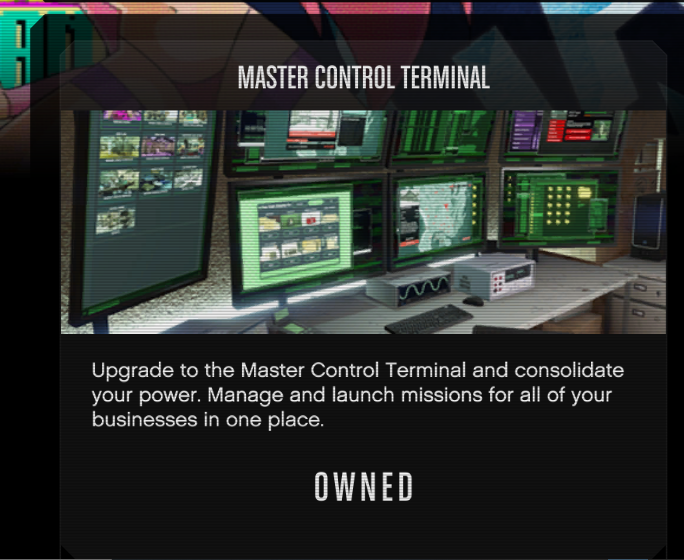 MASTER CONTROL TERMINAL
Upgrade to the Master Control Terminal and consolidate
your power. Manage and launch missions for all of your
businesses in one place.
OWNED